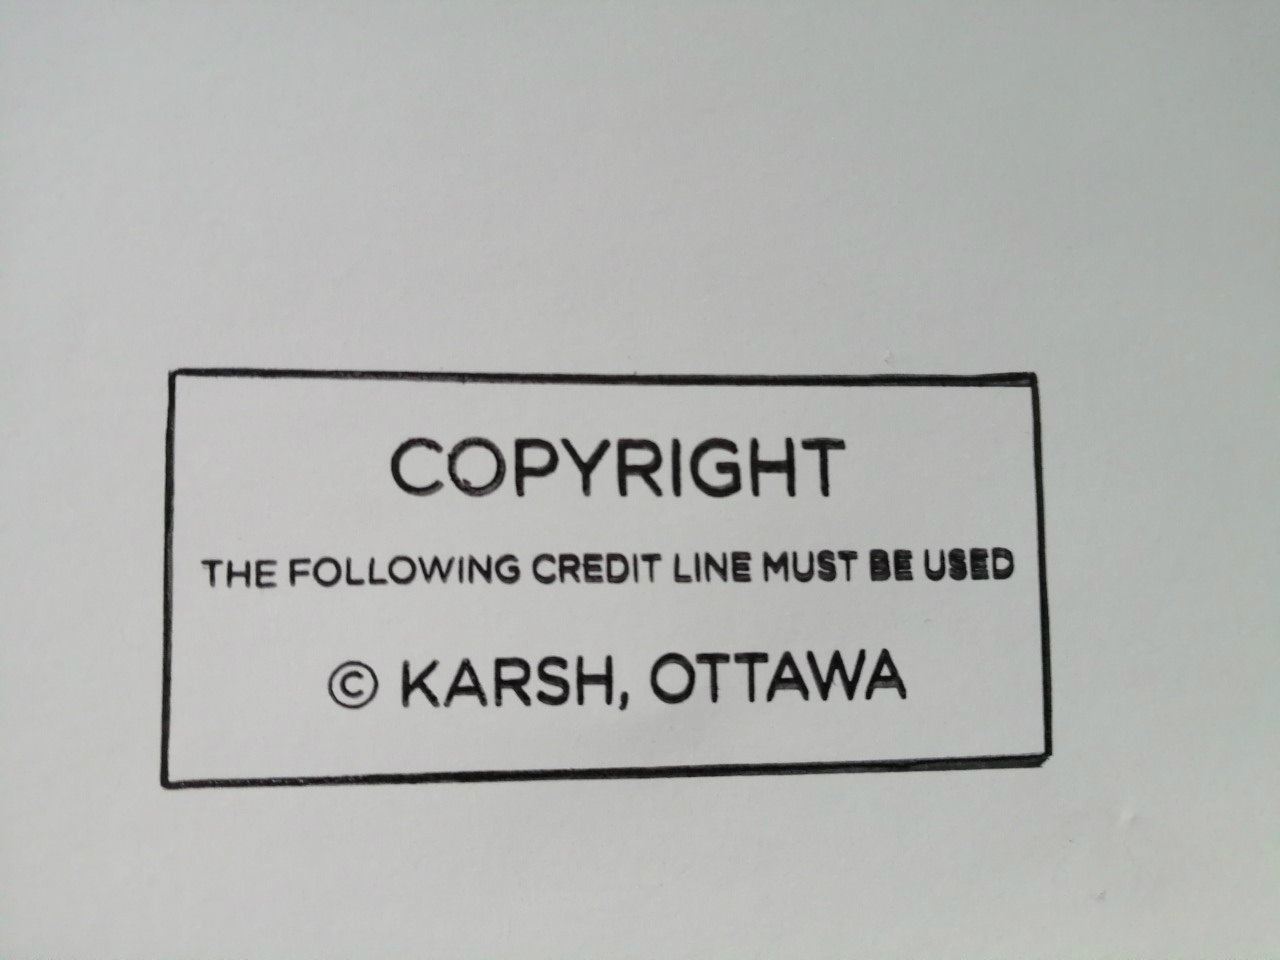 COPYRIGHT
THE FOLLOWING CREDIT LINE MUST BE USED
© KARSH, OTTAWA